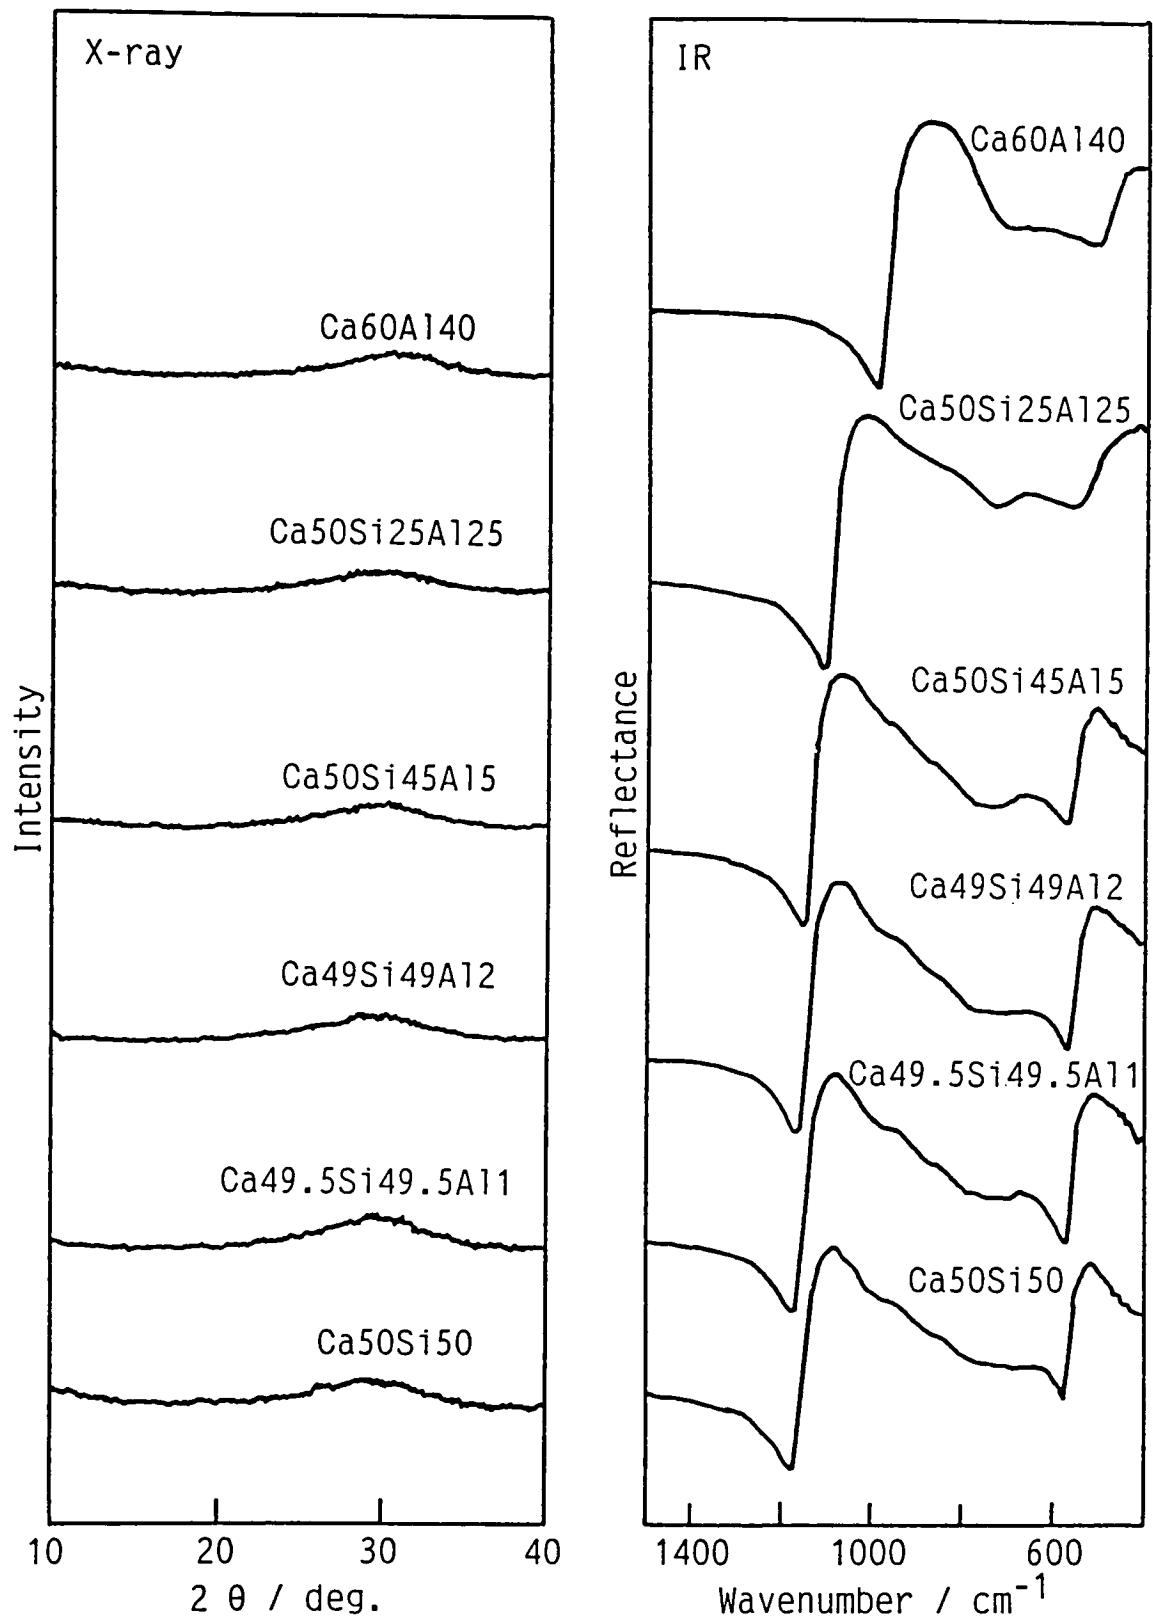 X-ray
Ca60Al40
Ca50Si25Al25
Ca50Si45Al5
Ca49Si49Al2
Ca49.5Si49.5Al1
Ca50Si50
Intensity
10 20 30 40
2 θ / deg.
IR
Ca60Al40
Ca50Si25Al25
Ca50Si45Al5
Ca49Si49Al2
Ca49.5Si49.5Al1
Ca50Si50
Reflectance
1400 1000 600
Wavenumber / cm⁻¹